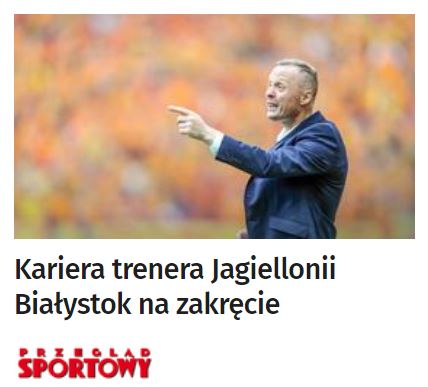 Kariera trenera Jagiellonii
Białystok na zakręcie
PRZEGLĄD
SPORTOWY